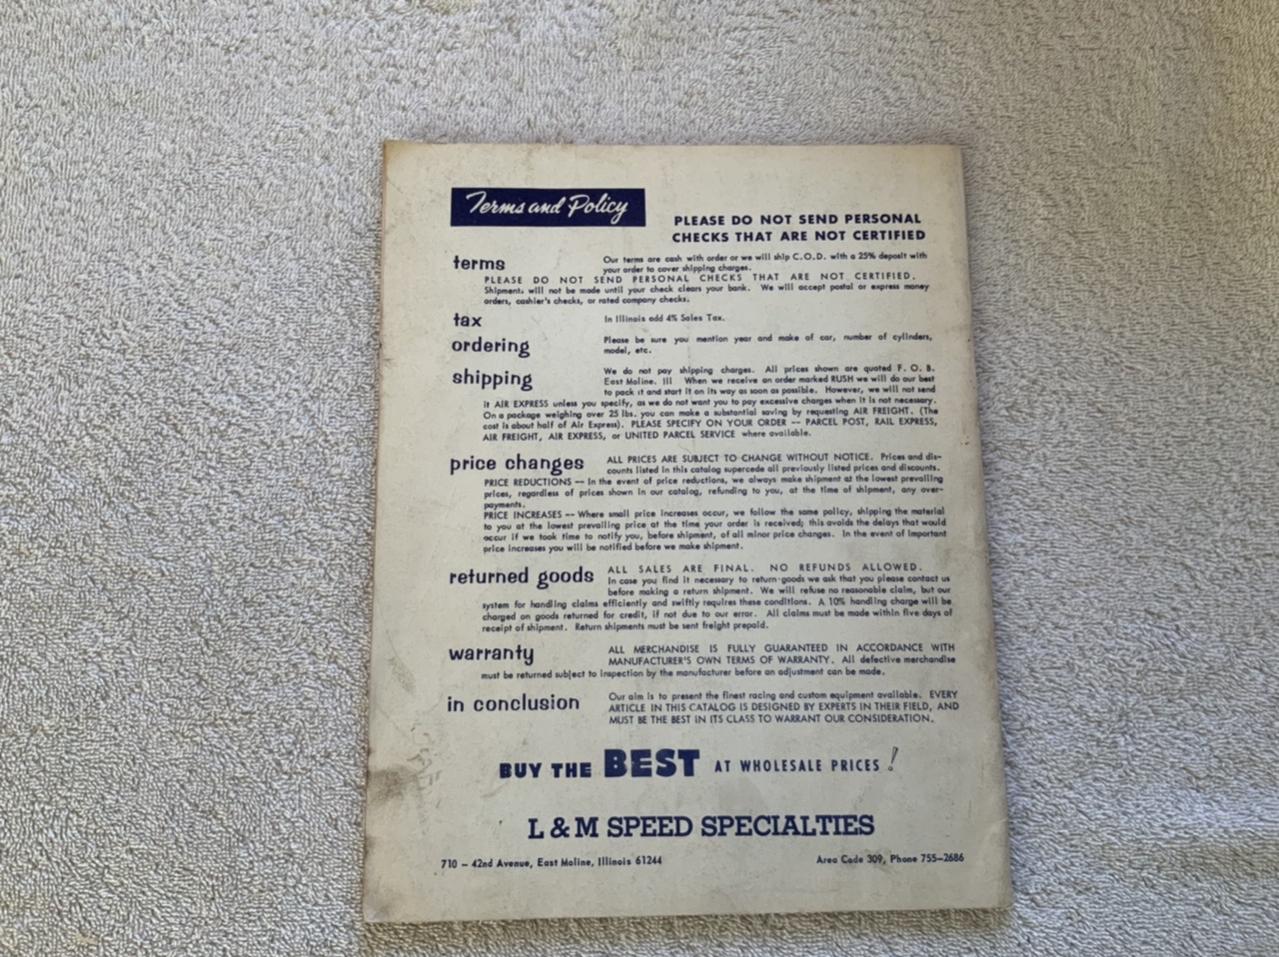 Terms and Policy
PLEASE DO NOT SEND PERSONAL
CHECKS THAT ARE NOT CERTIFIED
terms
Our terms are cash with order or we will ship C.O.D. with a 25% deposit with
your order to cover shipping charges.
PLEASE DO NOT SEND PERSONAL CHECKS THAT ARE NOT CERTIFIED.
Shipments will not be made until your check clears your bank. We will accept postal or express money
orders, cashier's checks, or rated company checks.
tax
In Illinois add 4% Sales Tax.
ordering
Please be sure you mention year and make of car, number of cylinders,
model, etc.
shipping
We do not pay shipping charges. All prices shown are quoted F. O. B.
East Moline, Ill When we receive an order marked RUSH we will do our best
to pack it and start it on its way as soon as possible. However, we will not send
it AIR EXPRESS unless you specify, as we do not want you to pay excessive charges when it is not necessary.
On a package weighing over 25 lbs. you can make a substantial saving by requesting AIR FREIGHT. (The
cost is about half of Air Express). PLEASE SPECIFY ON YOUR ORDER -- PARCEL POST, RAIL EXPRESS,
AIR FREIGHT, AIR EXPRESS, or UNITED PARCEL SERVICE where available.
price changes
ALL PRICES ARE SUBJECT TO CHANGE WITHOUT NOTICE. Prices and dis-
counts listed in this catalog supercede all previously listed prices and discounts.
PRICE REDUCTIONS -- In the event of price reductions, we always make shipment at the lowest prevailing
prices, regardless of prices shown in our catalog, refunding to you, at the time of shipment, any over-
payments.
PRICE INCREASES -- Where small price increases occur, we follow the same policy, shipping the material
to you at the lowest prevailing price at the time your order is received; this avoids the delays that would
occur if we took time to notify you, before shipment, of all minor price changes. In the event of important
price increases you will be notified before we make shipment.
returned goods
ALL SALES ARE FINAL. NO REFUNDS ALLOWED.
In case you find it necessary to return goods we ask that you please contact us
before making a return shipment. We will refuse no reasonable claim, but our
system for handling claims efficiently and swiftly requires these conditions. A 10% handling charge will be
charged on goods returned for credit, if not due to our error. All claims must be made within five days of
receipt of shipment. Return shipments must be sent freight prepaid.
warranty
ALL MERCHANDISE IS FULLY GUARANTEED IN ACCORDANCE WITH
MANUFACTURER'S OWN TERMS OF WARRANTY. All defective merchandise
must be returned subject to inspection by the manufacturer before an adjustment can be made.
in conclusion
Our aim is to present the finest racing and custom equipment available. EVERY
ARTICLE IN THIS CATALOG IS DESIGNED BY EXPERTS IN THEIR FIELD, AND
MUST BE THE BEST IN ITS CLASS TO WARRANT OUR CONSIDERATION.
BUY THE BEST AT WHOLESALE PRICES!
L & M SPEED SPECIALTIES
710 - 42nd Avenue, East Moline, Illinois 61244
Area Code 309, Phone 755-2686